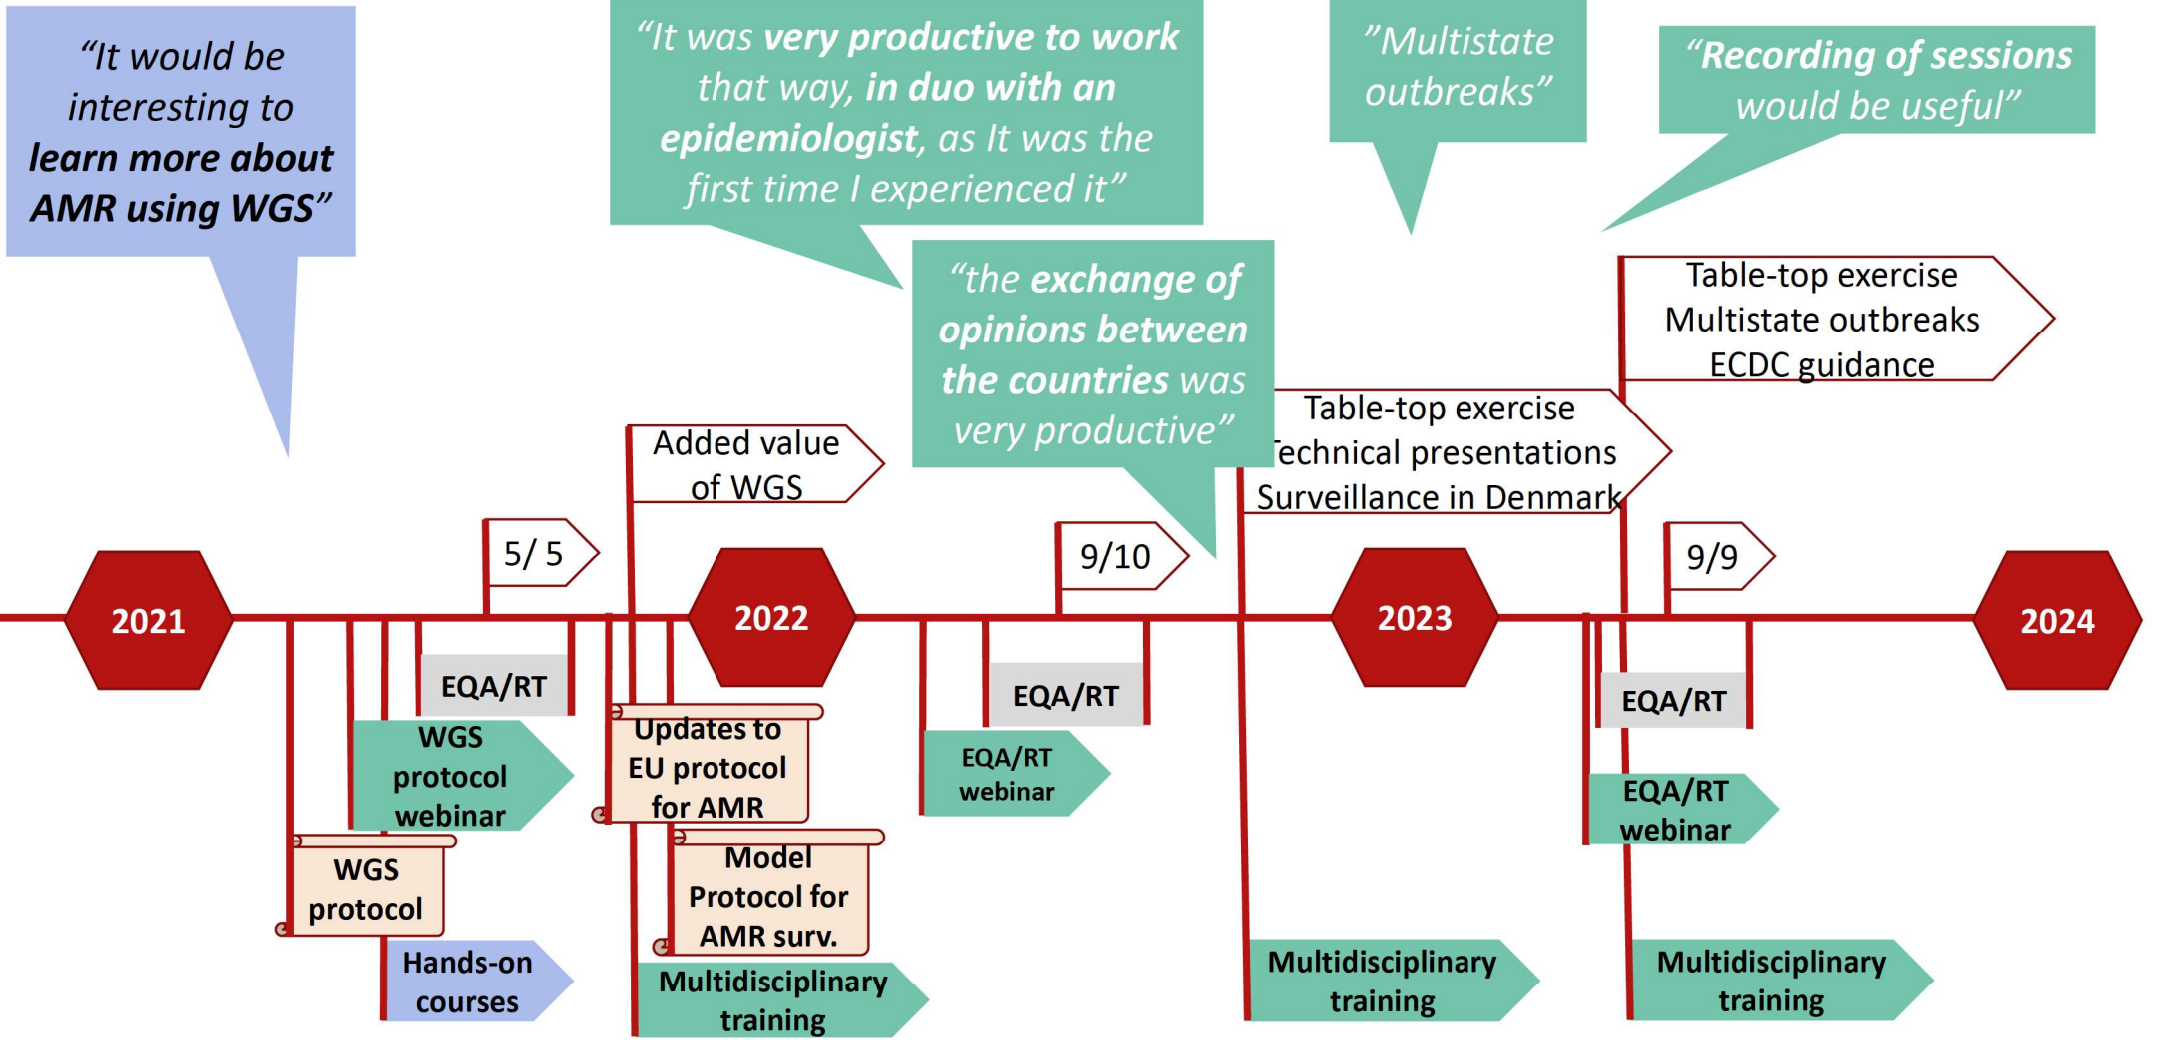 “It would be
interesting to
learn more about
AMR using WGS”
“It was very productive to work
that way, in duo with an
epidemiologist, as It was the
first time I experienced it”
”Multistate
outbreaks”
“Recording of sessions
would be useful”
“the exchange of
opinions between
the countries was
very productive”
Table-top exercise
Multistate outbreaks
ECDC guidance
Table-top exercise
Technical presentations
Surveillance in Denmark
Added value
of WGS
5/ 5
9/10
9/9
2021
2022
2023
2024
EQA/RT
EQA/RT
EQA/RT
WGS
protocol
webinar
Updates to
EU protocol
for AMR
EQA/RT
webinar
EQA/RT
webinar
WGS
protocol
Model
Protocol for
AMR surv.
Hands-on
courses
Multidisciplinary
training
Multidisciplinary
training
Multidisciplinary
training